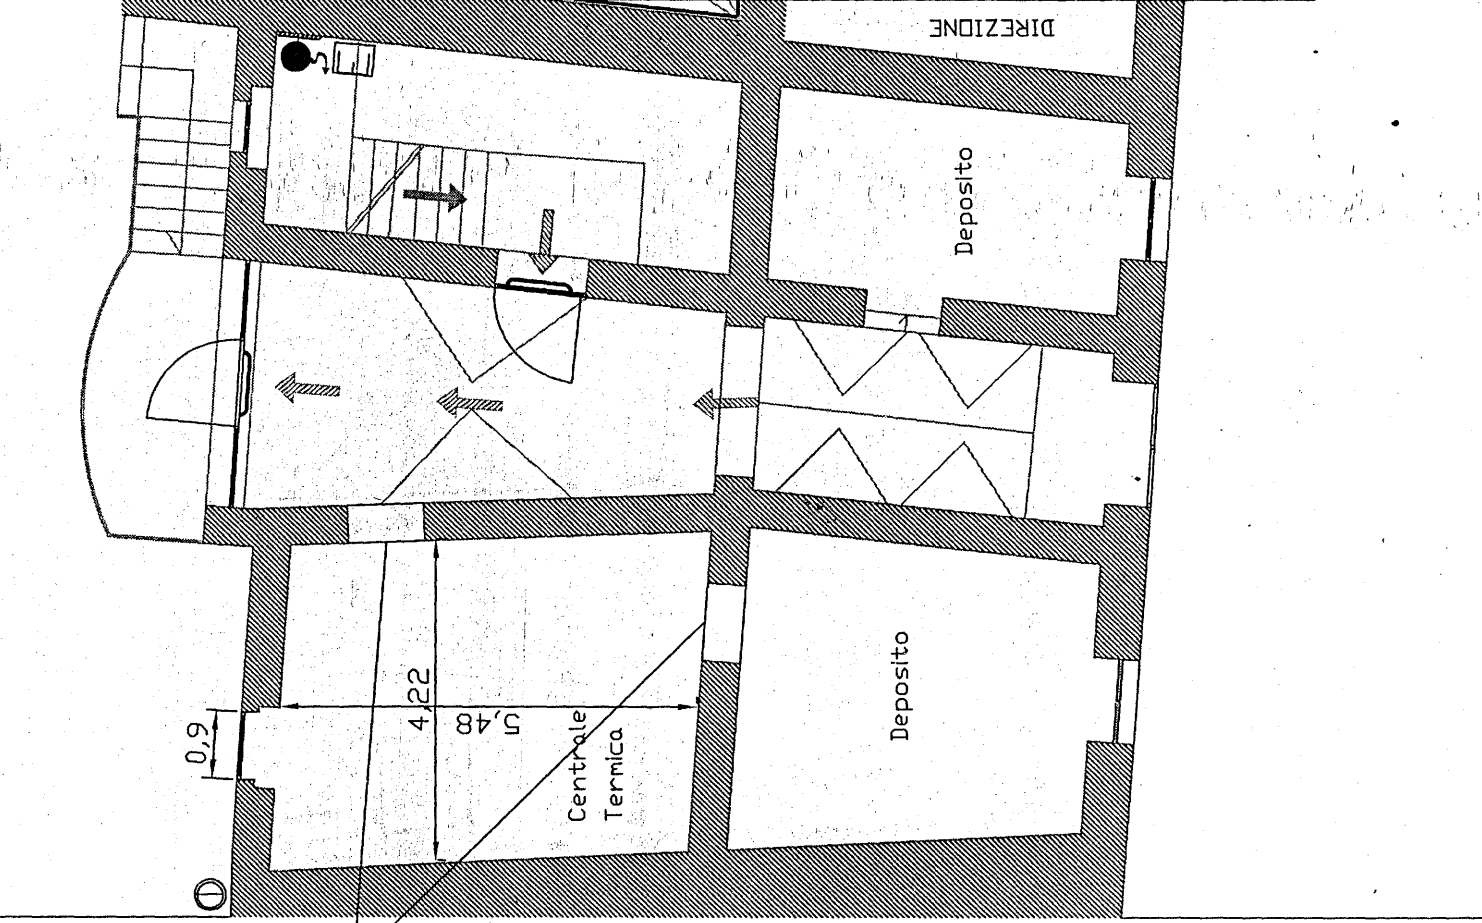 DIREZIONE
Deposito
Deposito
Centrale
Termica
4,22
5,48
0,9